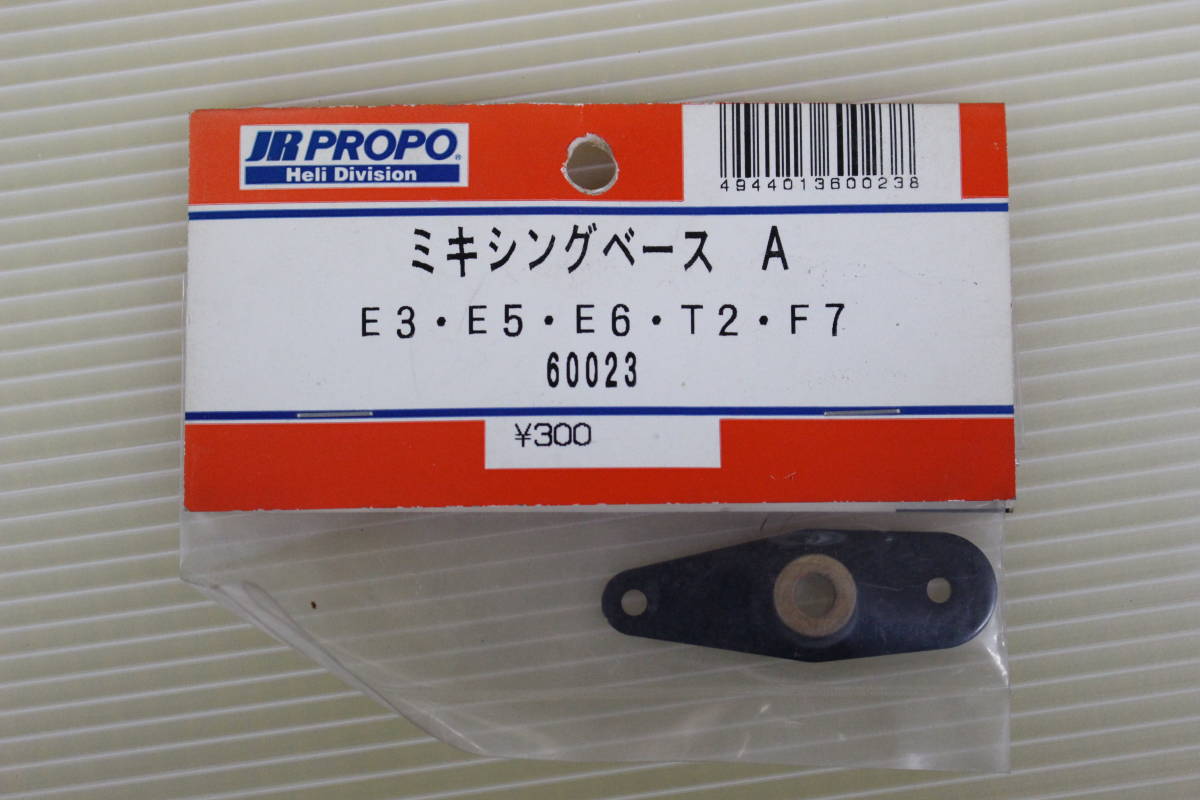 JR PROPO®
Heli Division
4944013600238
ミキシングベース　A
E3・E5・E6・T2・F7
60023
¥300